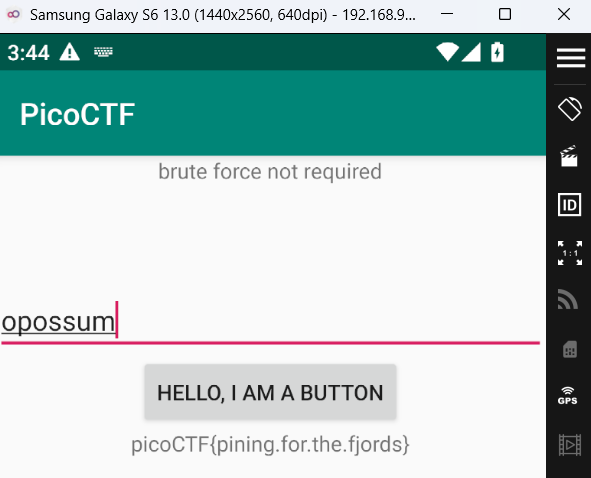 Samsung Galaxy S6 13.0 (1440x2560, 640dpi) - 192.168.9...
3:44
PicoCTF
brute force not required
opossum
HELLO, I AM A BUTTON
picoCTF{pining.for.the.fjords}
ID
1:1
GPS